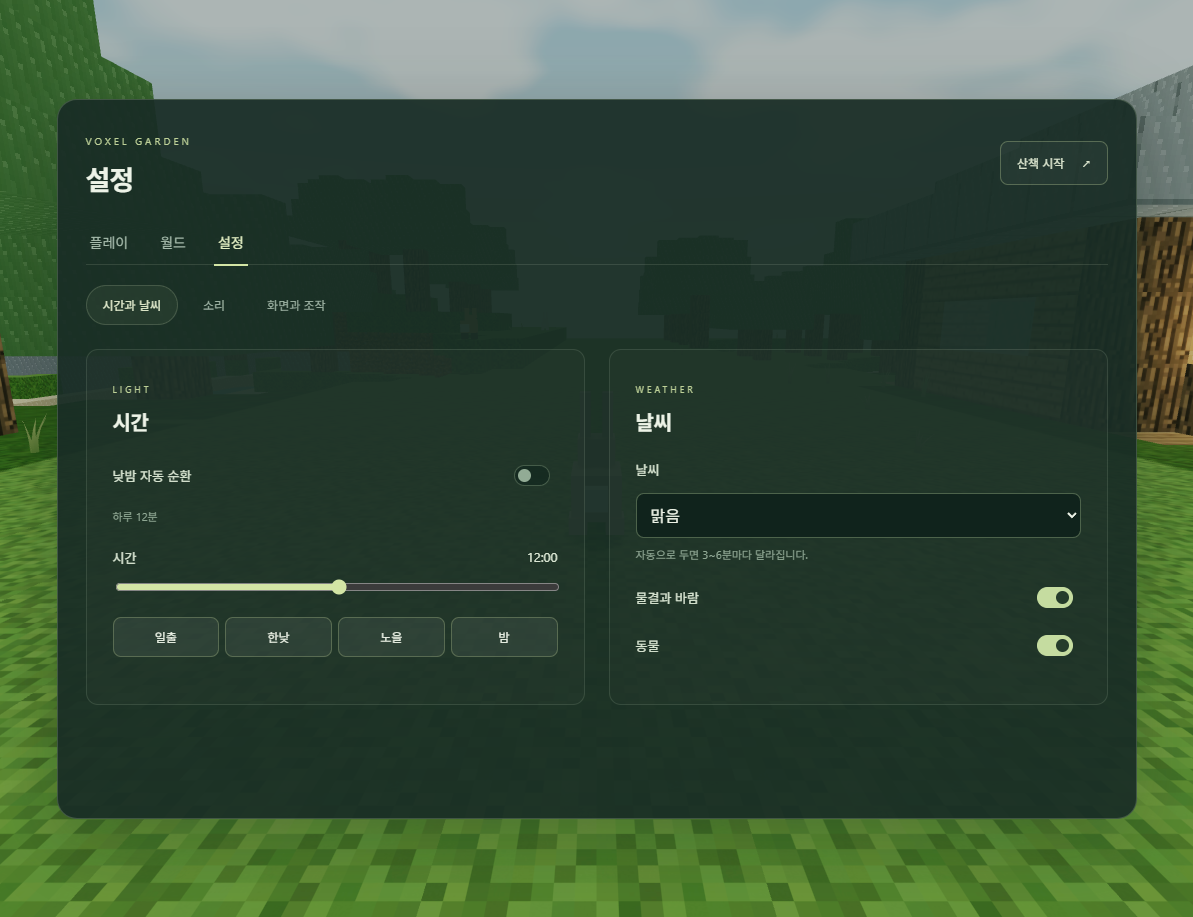 VOXEL GARDEN
설정
산책 시작 ↗
플레이 월드 설정
시간과 날씨 소리 화면과 조작
LIGHT
시간
낮밤 자동 순환
하루 12분
시간 12:00
일출 한낮 노을 밤
WEATHER
날씨
날씨
맑음
자동으로 두면 3~6분마다 달라집니다.
물결과 바람
동물